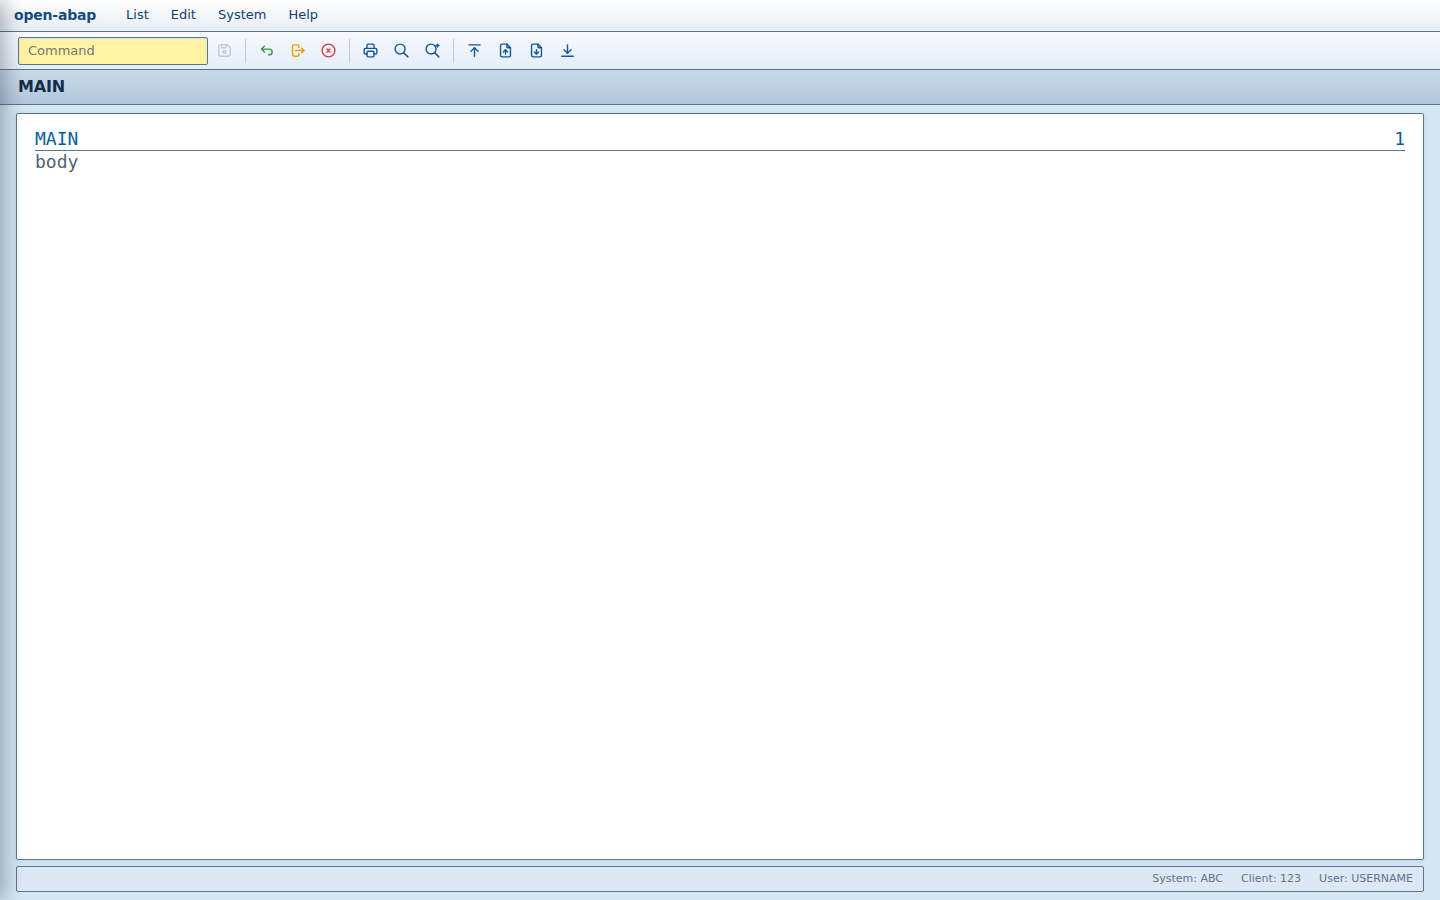 open-abap List Edit System Help
Command
MAIN
MAIN 1
body
System: ABC Client: 123 User: USERNAME